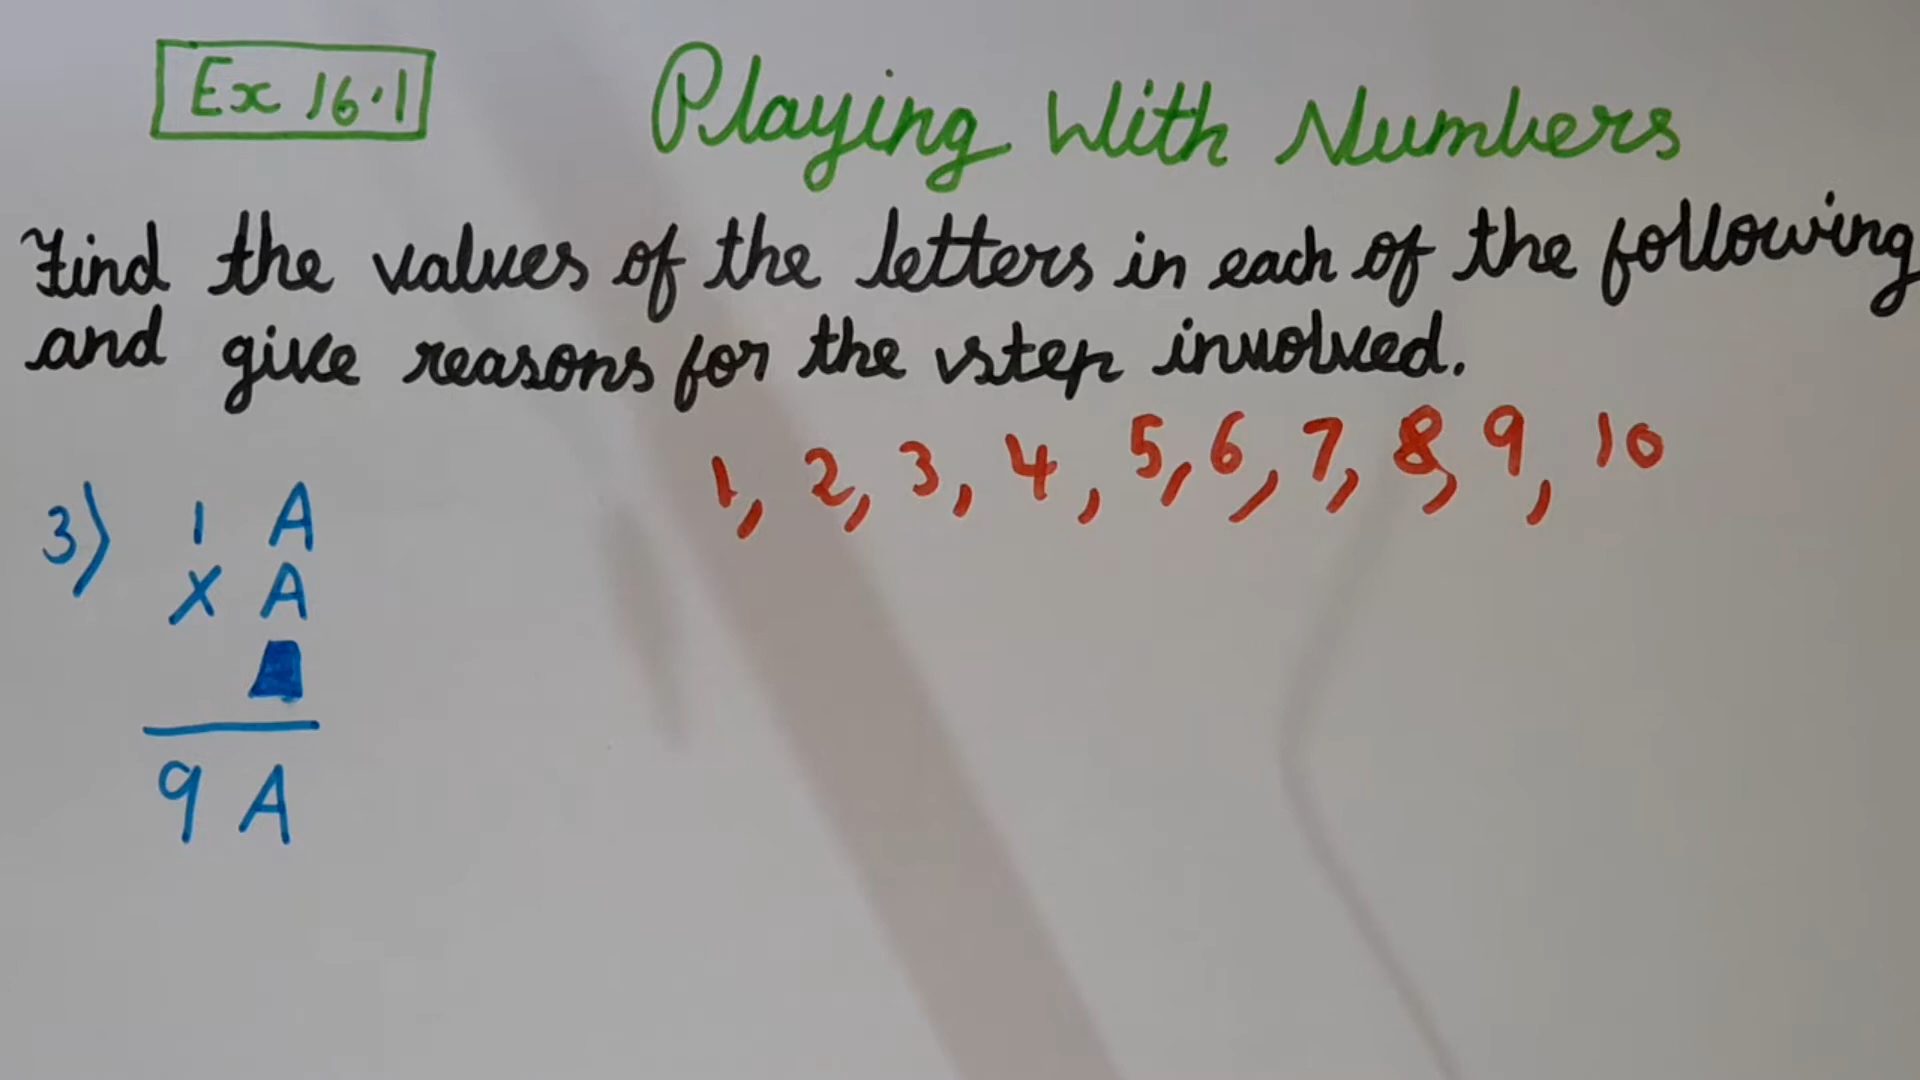 Ex 16.1
Playing With Numbers
Find the values of the letters in each of the following
and give reasons for the step involved.
1, 2, 3, 4, 5, 6, 7, 8, 9, 10
3) 1 A
X A
9 A